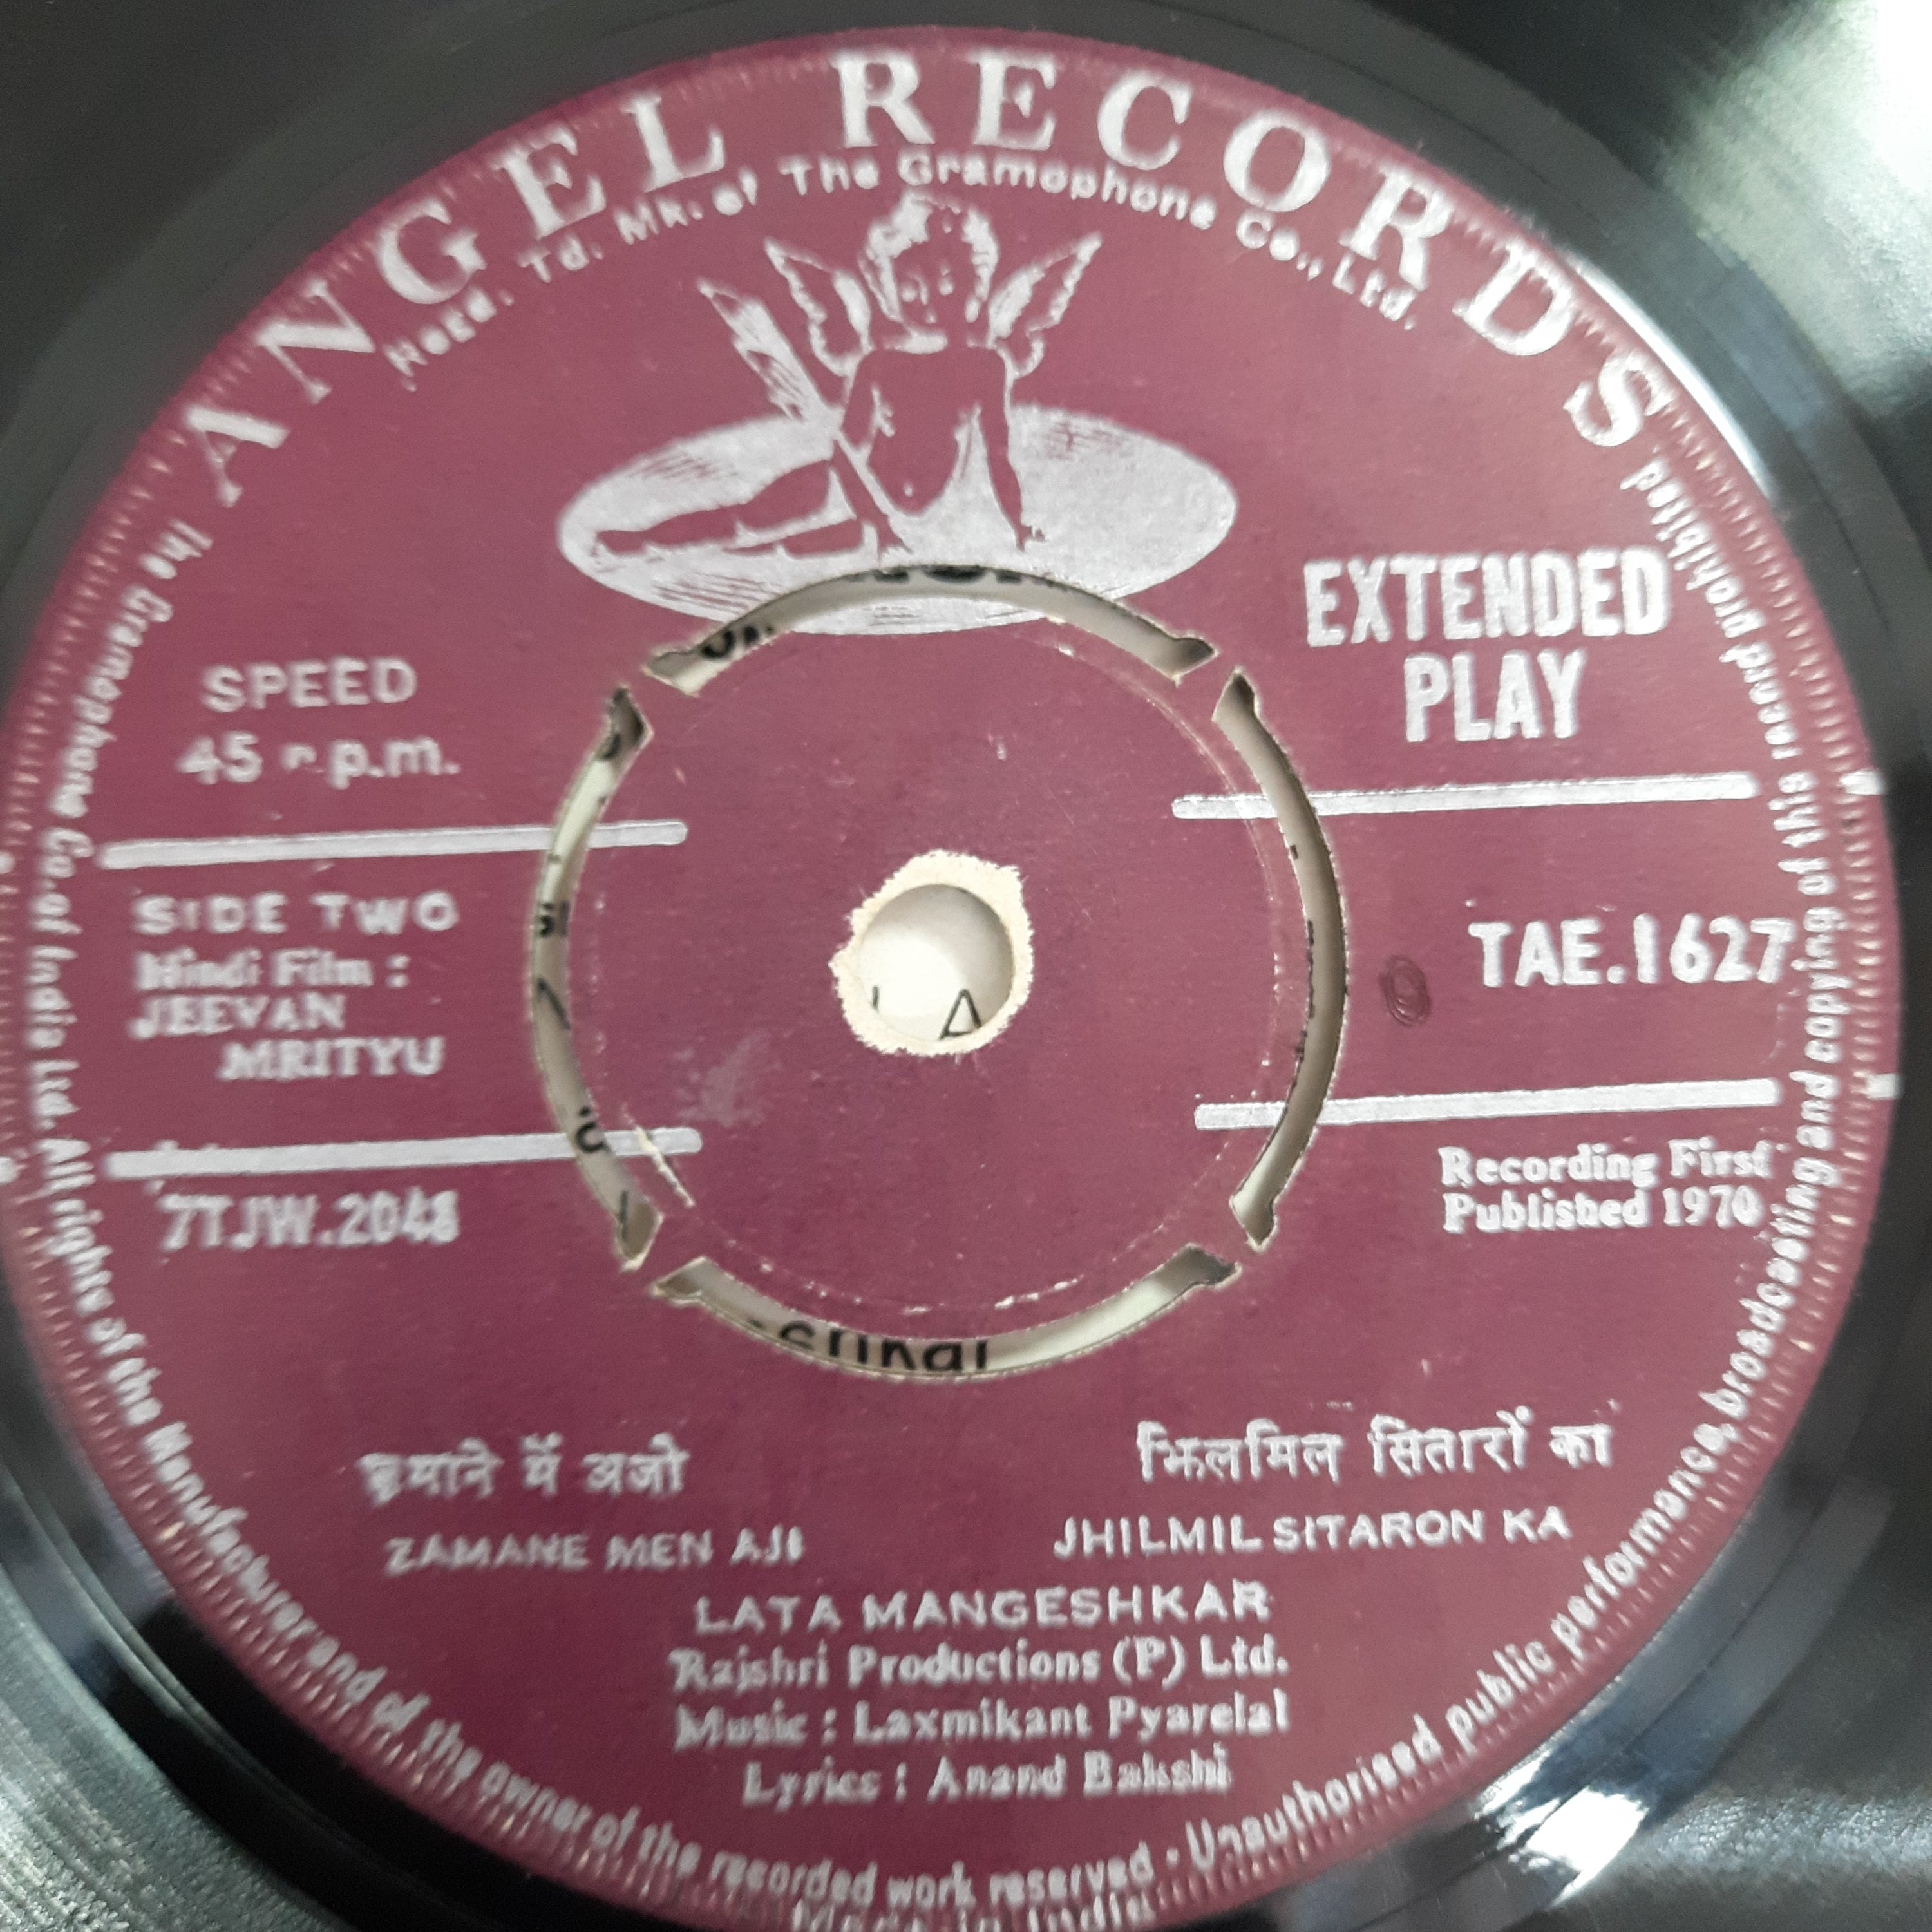 ANGEL RECORDS
Regd. Td. Mk. of The Gramophone Co., Ltd.
EXTENDED
PLAY
SPEED
45 r.p.m.
SIDE TWO
Hindi Film :
JEEVAN
MRITYU
TAE.1627
7TJW.2048
Recording First
Published 1970
ज़माने में अजी
झिलमिल सितारों का
ZAMANE MEN AJI
JHILMIL SITARON KA
LATA MANGESHKAR
Rajshri Productions (P) Ltd.
Music : Laxmikant Pyarelal
Lyrics : Anand Bakshi
The Gramophone Co. of India Ltd. All rights of the Manufacturer and of the owner of the recorded work reserved · Unauthorised public performance, broadcasting and copying of this record prohibited
Made in India